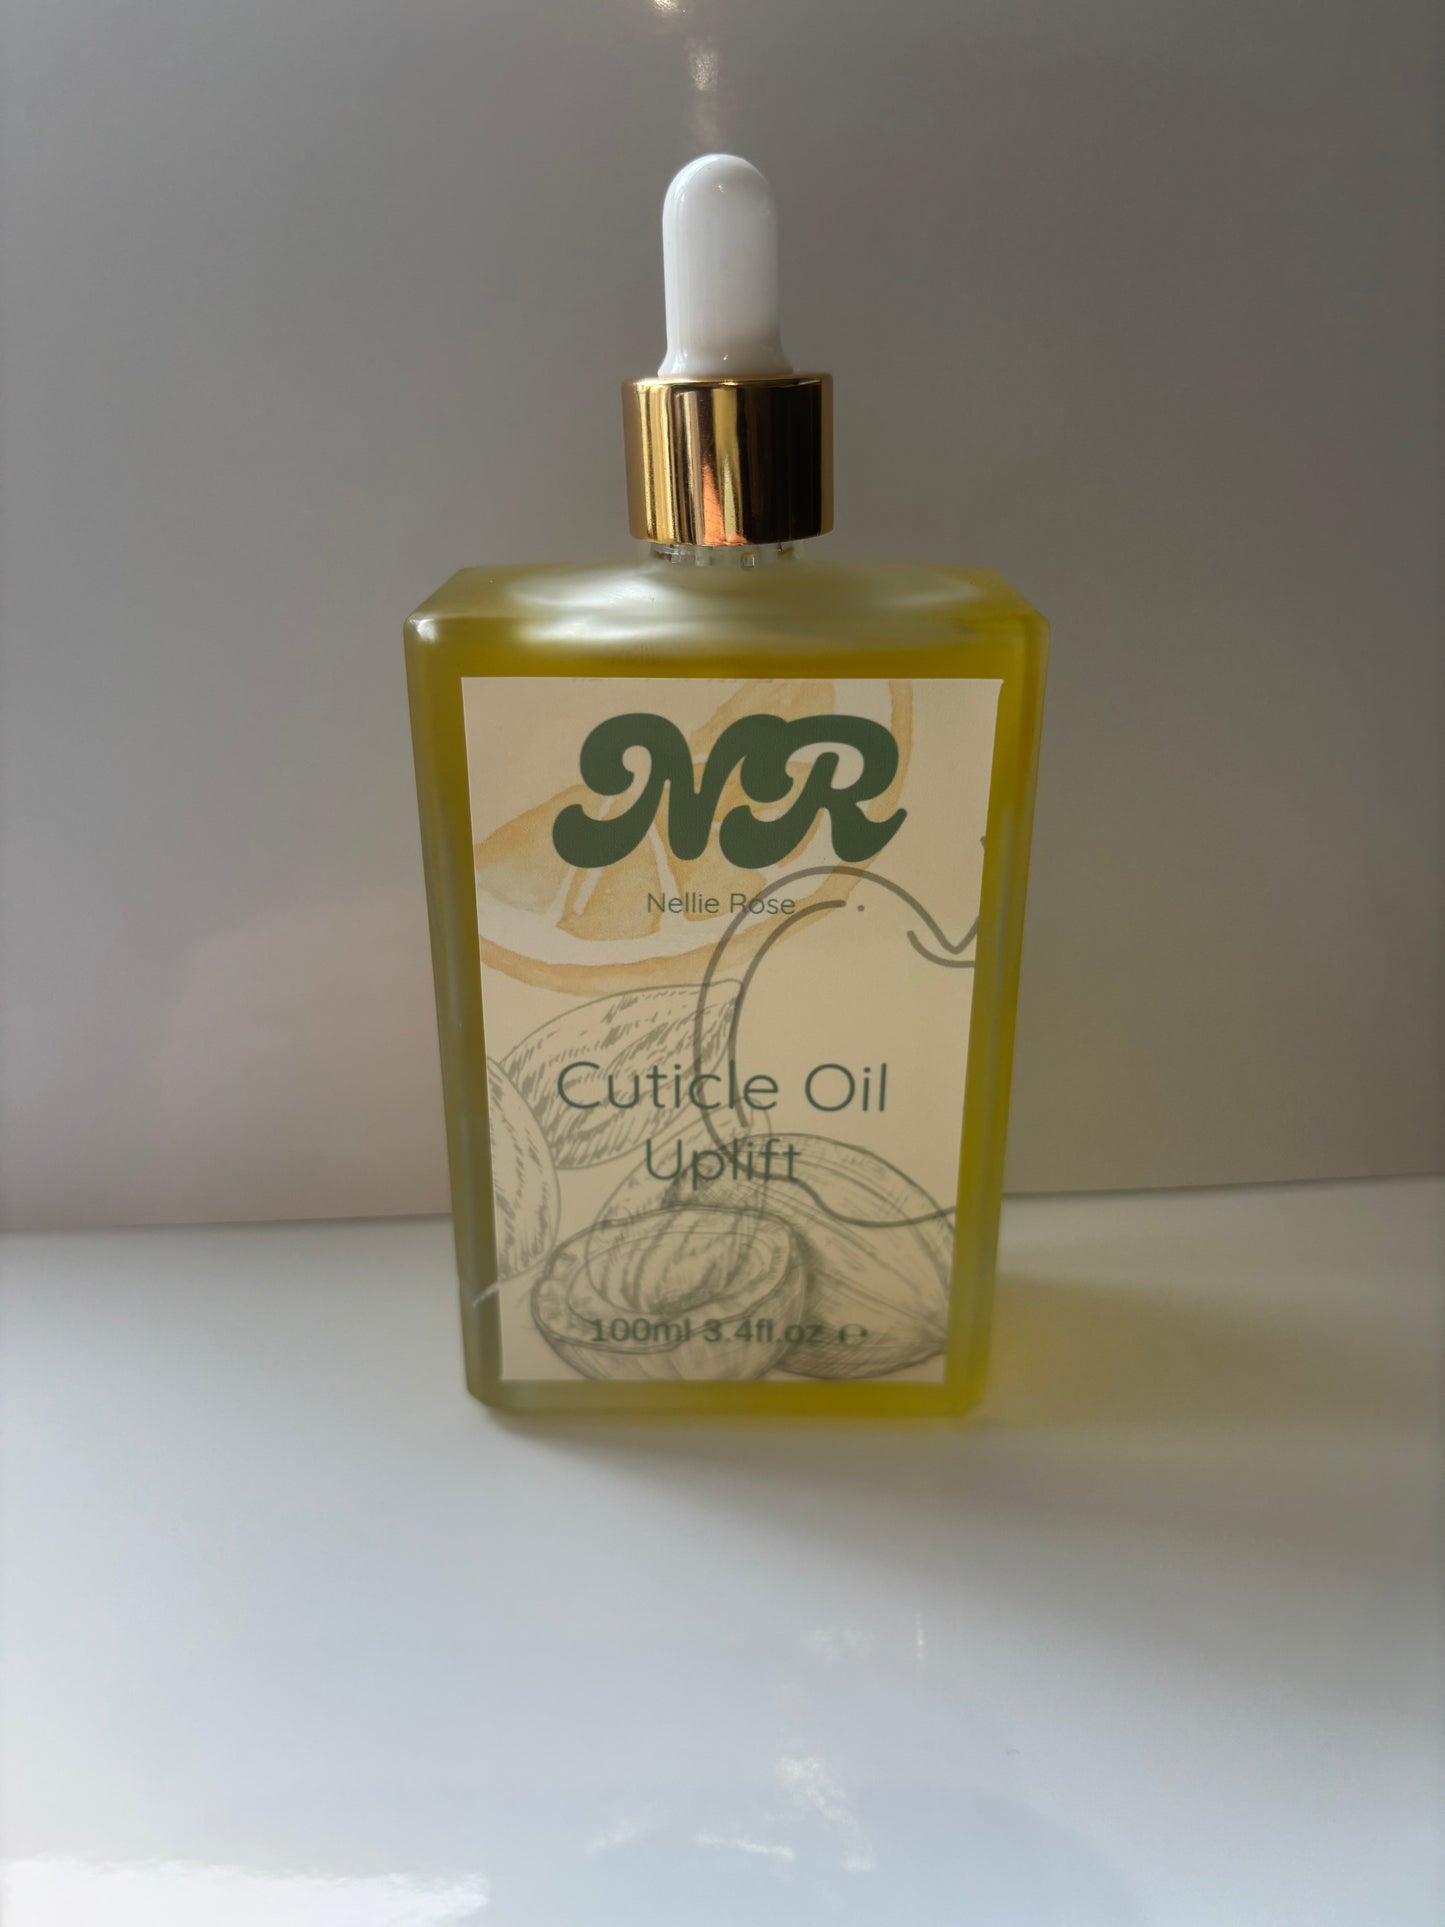 NR
Nellie Rose
Cuticle Oil
Uplift
100ml 3.4fl.oz ℮